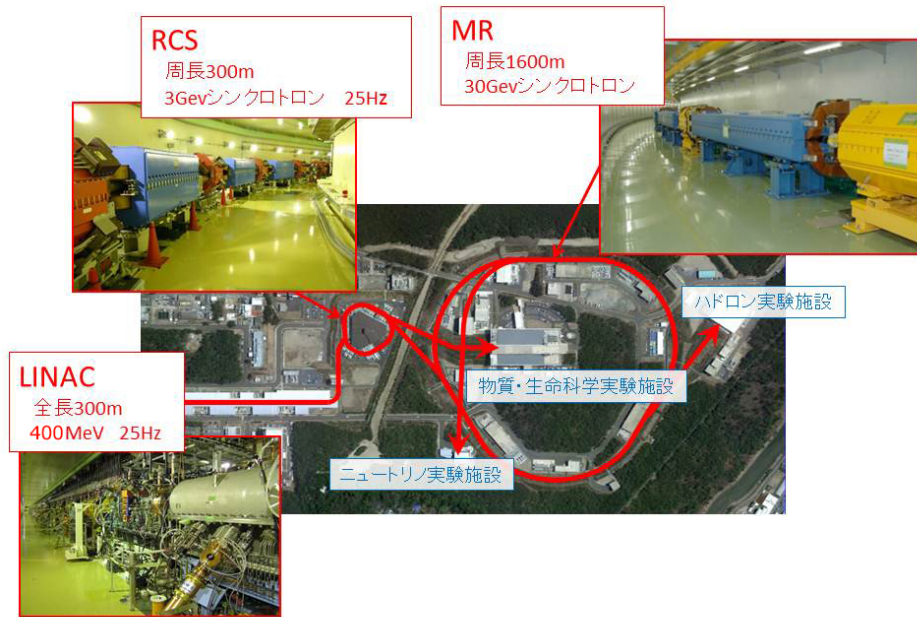 RCS
周長300m
3Gevシンクロトロン 25Hz
MR
周長1600m
30Gevシンクロトロン
ハドロン実験施設
LINAC
全長300m
400MeV 25Hz
物質・生命科学実験施設
ニュートリノ実験施設